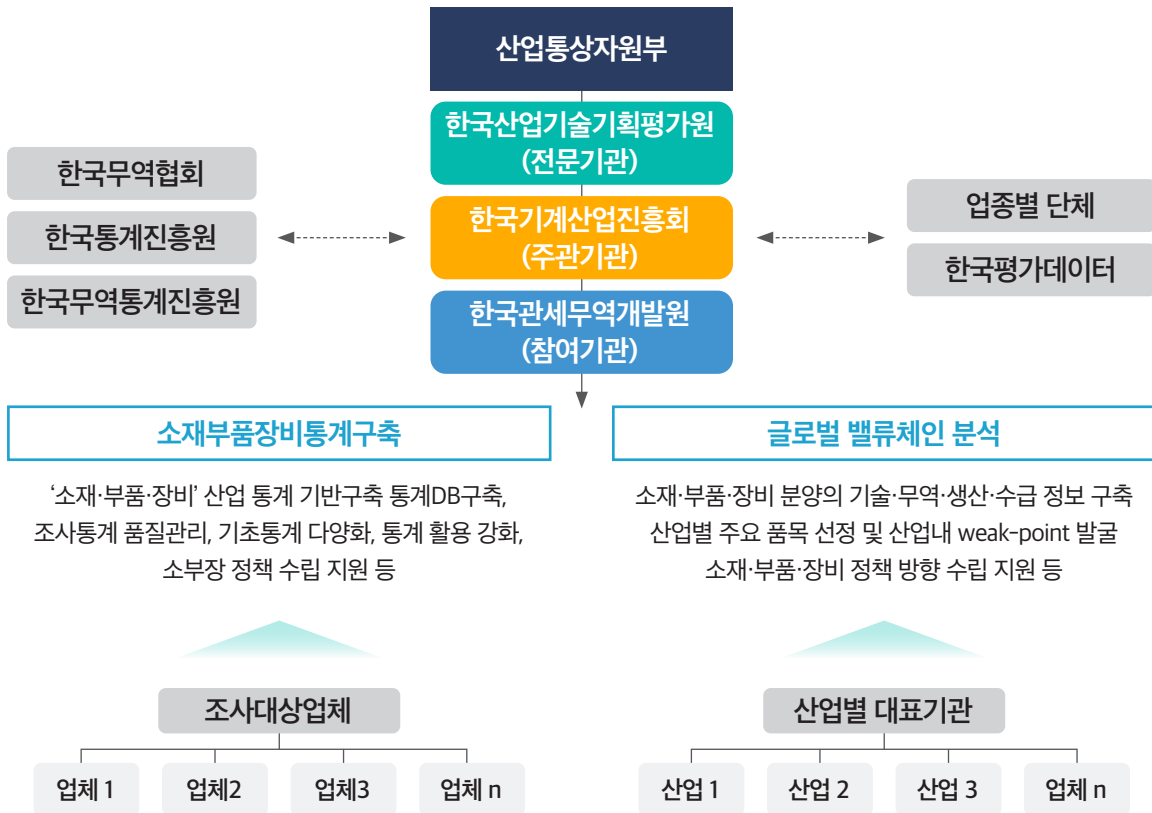 산업통상자원부
한국산업기술기획평가원
(전문기관)
한국무역협회
한국통계진흥원
한국무역통계진흥원
한국기계산업진흥회
(주관기관)
업종별 단체
한국평가데이터
한국관세무역개발원
(참여기관)
소재부품장비통계구축
‘소재·부품·장비’ 산업 통계 기반구축 통계DB구축,
조사통계 품질관리, 기초통계 다양화, 통계 활용 강화,
소부장 정책 수립 지원 등
조사대상업체
업체 1
업체2
업체3
업체 n
글로벌 밸류체인 분석
소재·부품·장비 분양의 기술·무역·생산·수급 정보 구축
산업별 주요 품목 선정 및 산업내 weak-point 발굴
소재·부품·장비 정책 방향 수립 지원 등
산업별 대표기관
산업 1
산업 2
산업 3
업체 n